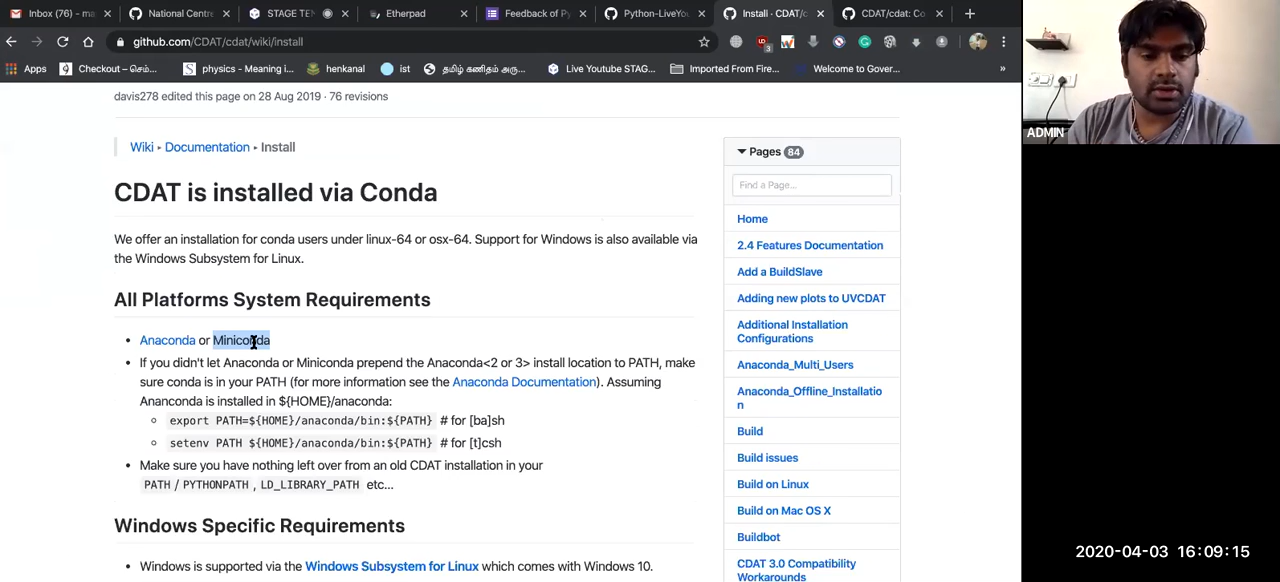 Inbox (76) - ma
National Centre
STAGE TE
Etherpad
Feedback of Py
Python-LiveYou
Install · CDAT/c
CDAT/cdat: Co
github.com/CDAT/cdat/wiki/install
Apps
Checkout – செம்...
physics - Meaning i...
henkanal
ist
தமிழ் கணிதம் அரு...
Live Youtube STAG...
Imported From Fire...
Welcome to Gover...
»
davis278 edited this page on 28 Aug 2019 · 76 revisions
Wiki ▸ Documentation ▸ Install
CDAT is installed via Conda
We offer an installation for conda users under linux-64 or osx-64. Support for Windows is also available via
the Windows Subsystem for Linux.
All Platforms System Requirements
• Anaconda or Miniconda
• If you didn't let Anaconda or Miniconda prepend the Anaconda<2 or 3> install location to PATH, make
sure conda is in your PATH (for more information see the Anaconda Documentation). Assuming
Ananconda is installed in ${HOME}/anaconda:
export PATH=${HOME}/anaconda/bin:${PATH} # for [ba]sh
setenv PATH ${HOME}/anaconda/bin:${PATH} # for [t]csh
• Make sure you have nothing left over from an old CDAT installation in your
PATH / PYTHONPATH , LD_LIBRARY_PATH etc...
Windows Specific Requirements
• Windows is supported via the Windows Subsystem for Linux which comes with Windows 10.
Pages 84
Find a Page...
Home
2.4 Features Documentation
Add a BuildSlave
Adding new plots to UVCDAT
Additional Installation
Configurations
Anaconda_Multi_Users
Anaconda_Offline_Installatio
n
Build
Build issues
Build on Linux
Build on Mac OS X
Buildbot
CDAT 3.0 Compatibility
Workarounds
ADMIN
2020-04-03 16:09:15